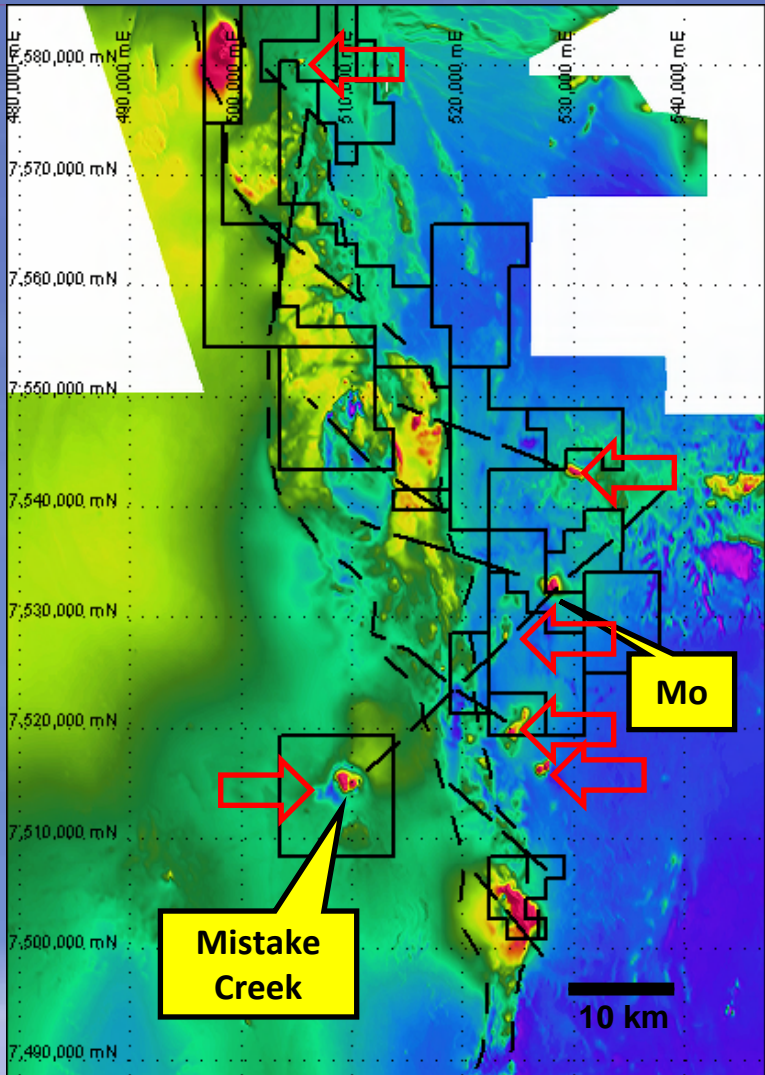 480,000 mE
490,000 mE
500,000 mE
510,000 mE
520,000 mE
530,000 mE
540,000 mE
7,580,000 mN
7,570,000 mN
7,560,000 mN
7,550,000 mN
7,540,000 mN
7,530,000 mN
7,520,000 mN
7,510,000 mN
7,500,000 mN
7,490,000 mN
Mo
Mistake
Creek
10 km